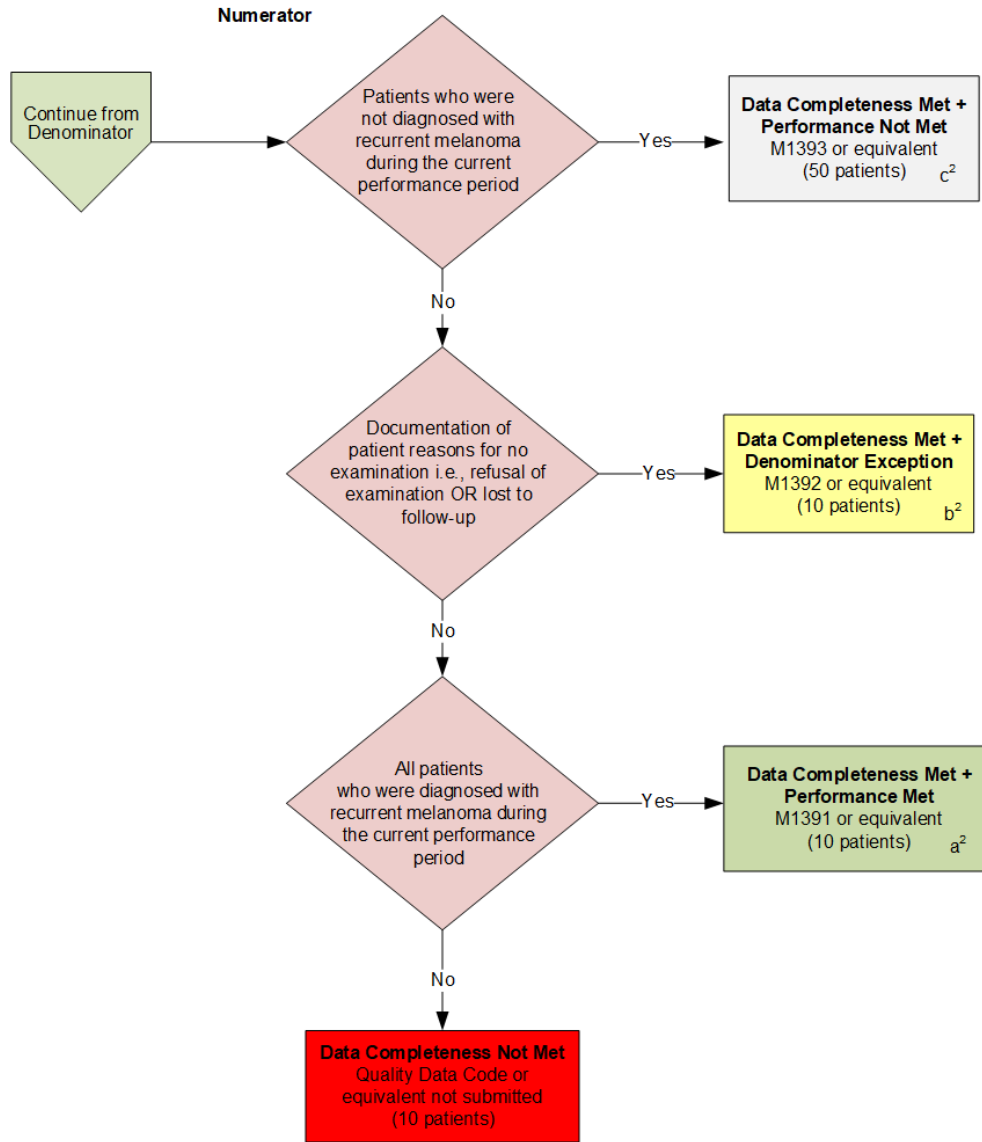 Numerator
Continue from
Denominator
Patients who were
not diagnosed with
recurrent melanoma
during the current
performance period
Yes
Data Completeness Met +
Performance Not Met
M1393 or equivalent
(50 patients)
c²
No
Documentation of
patient reasons for no
examination i.e., refusal of
examination OR lost to
follow-up
Yes
Data Completeness Met +
Denominator Exception
M1392 or equivalent
(10 patients)
b²
No
All patients
who were diagnosed with
recurrent melanoma during
the current performance
period
Yes
Data Completeness Met +
Performance Met
M1391 or equivalent
(10 patients)
a²
No
Data Completeness Not Met
Quality Data Code or
equivalent not submitted
(10 patients)